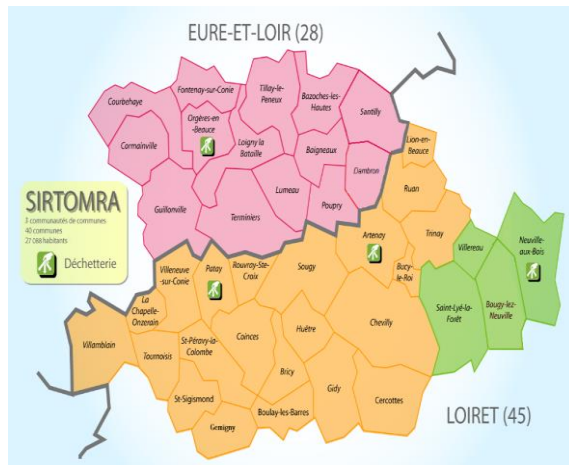 EURE-ET-LOIR (28)
Courbehaye
Fontenay-sur-Conie
Tillay-le-
Peneux
Bazoches-les-
Hautes
Santilly
Orgères-en
-Beauce
Cormainville
Loigny la
Bataille
Baigneaux
Dambron
Lion-en-
Beauce
Guillonville
Lumeau
Terminiers
Poupry
Ruan
SIRTOMRA
3 communautés de communes
40 communes
27 088 habitants
Déchetterie
Artenay
Trinay
Villereau
Neuville-
aux-Bois
Villeneuve-
sur-Conie
Patay
Rouvray-Ste-
Croix
Sougy
Bucy-
le-Roi
La
Chapelle-
Onzerain
Saint-Lyé-la-
Forêt
Bougy-lez-
Neuville
Villamblain
Tournoisis
St-Péravy-la-
Colombe
Coinces
Huêtre
Chevilly
Bricy
St-Sigismond
Gemigny
Boulay-les-Barres
Gidy
Cercottes
LOIRET (45)